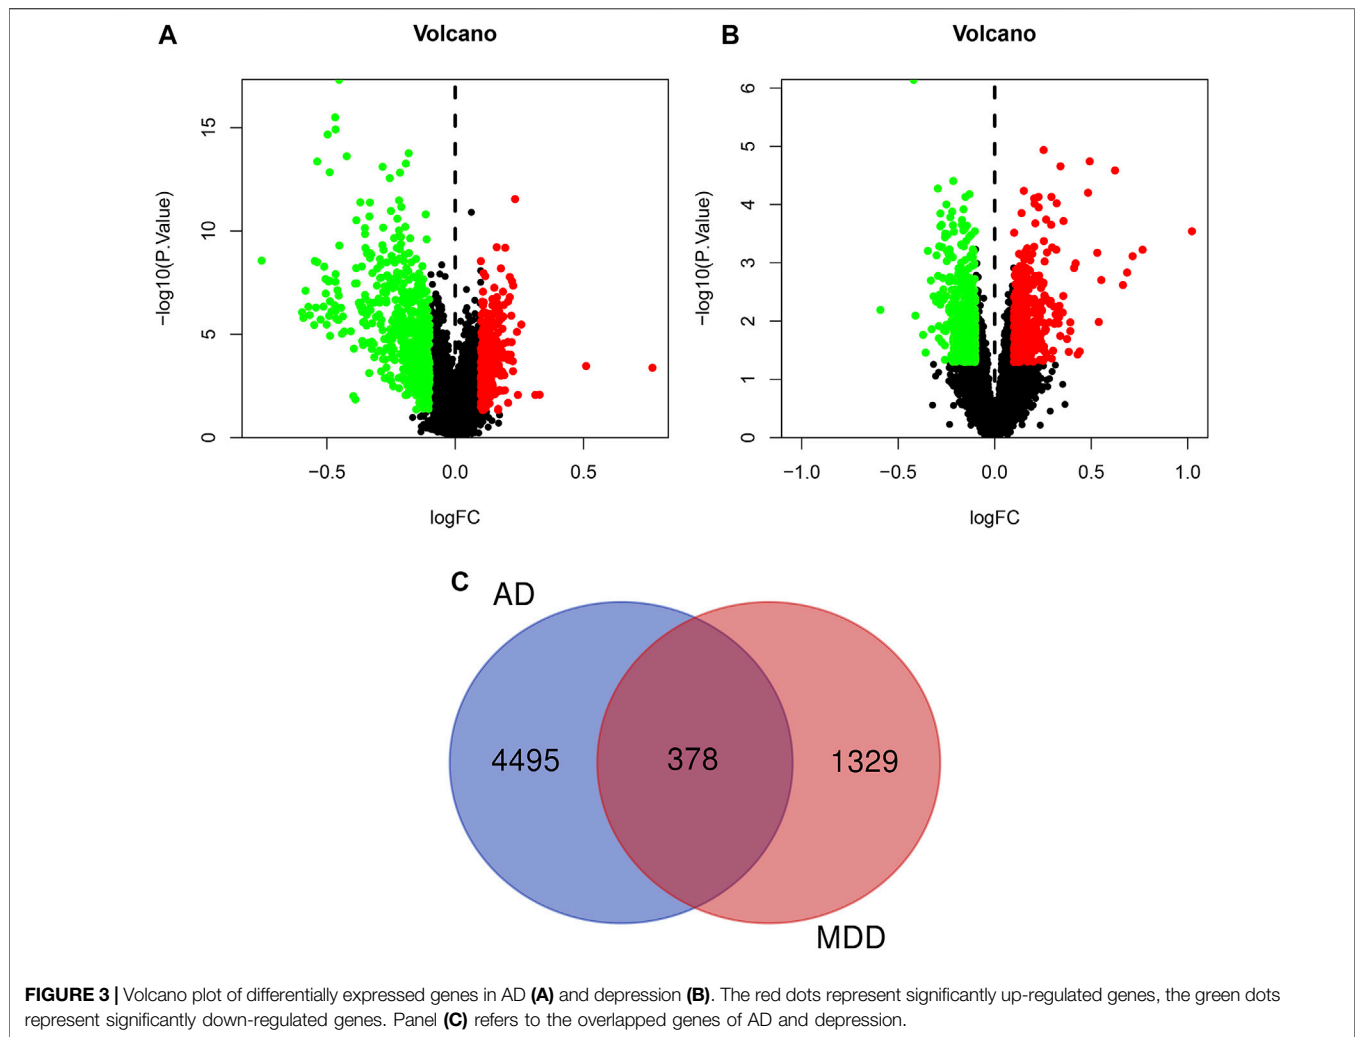 A
Volcano
−log10(P.Value)
15
10
5
0
−0.5
0.0
0.5
logFC
B
Volcano
−log10(P.Value)
6
5
4
3
2
1
0
−1.0
−0.5
0.0
0.5
1.0
logFC
C
AD
4495
378
1329
MDD
FIGURE 3 | Volcano plot of differentially expressed genes in AD (A) and depression (B). The red dots represent significantly up-regulated genes, the green dots
represent significantly down-regulated genes. Panel (C) refers to the overlapped genes of AD and depression.